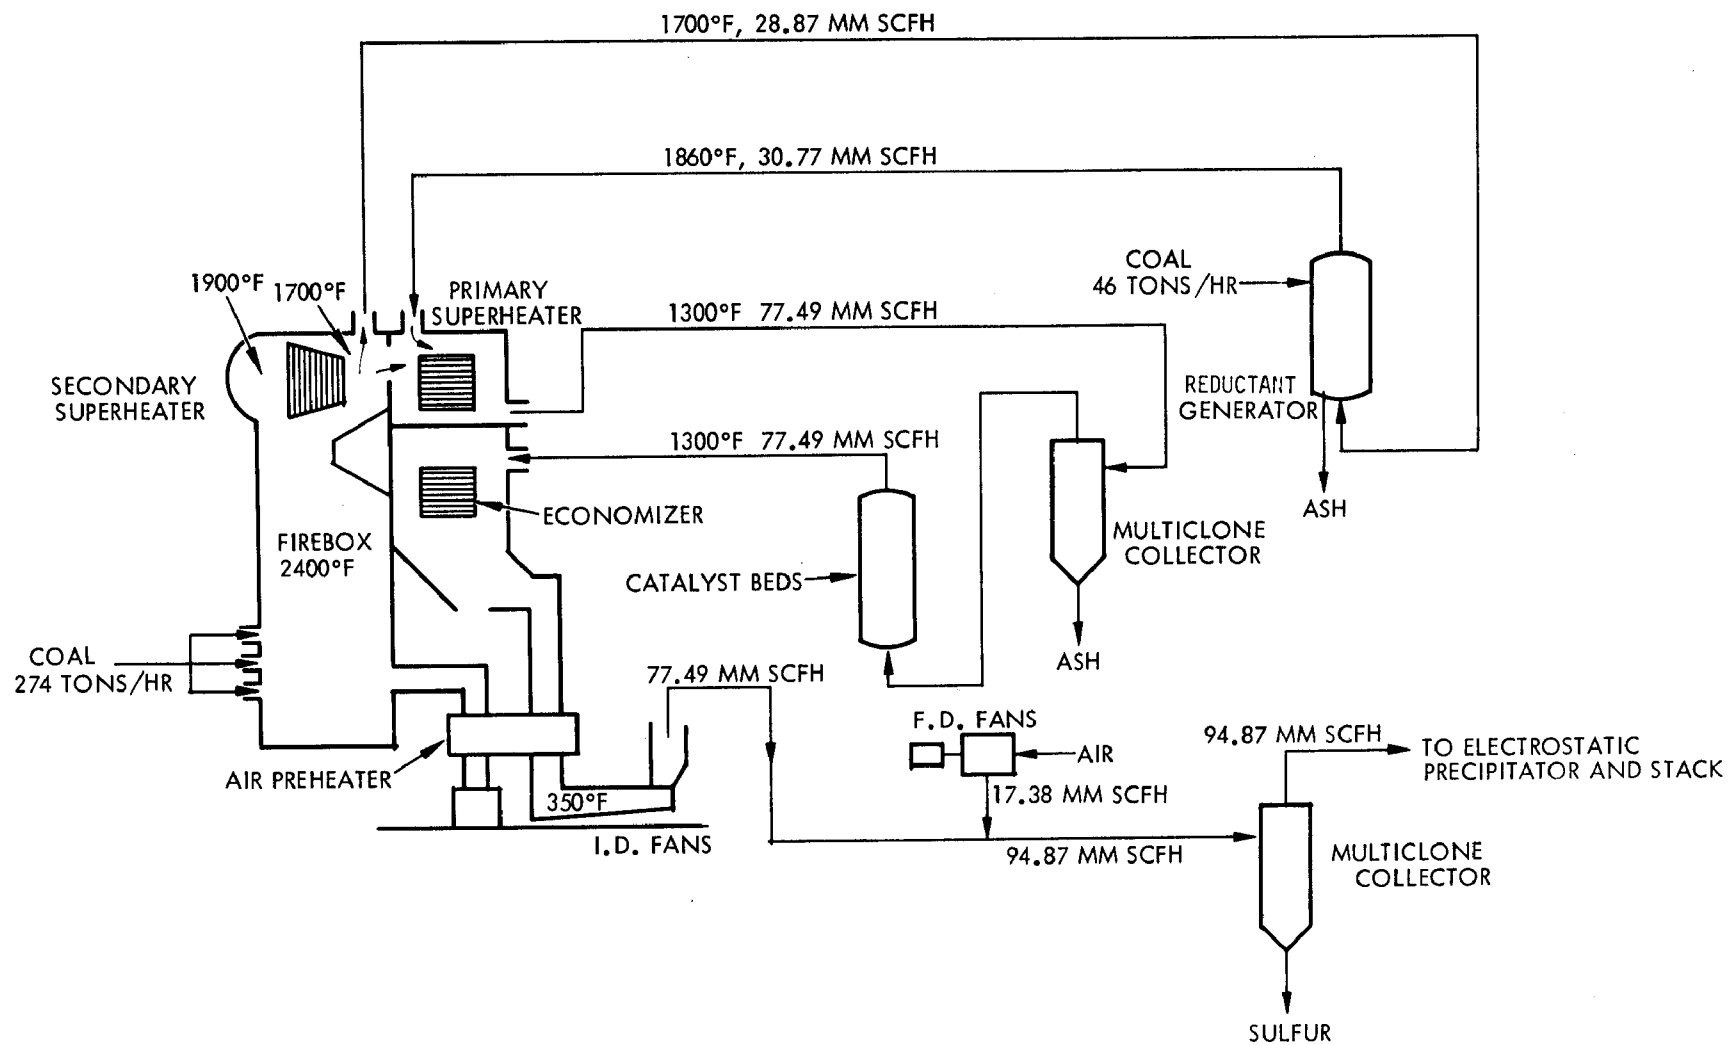 1700°F, 28.87 MM SCFH
1860°F, 30.77 MM SCFH
COAL
46 TONS/HR
1900°F
1700°F
PRIMARY
SUPERHEATER
1300°F 77.49 MM SCFH
SECONDARY
SUPERHEATER
REDUCTANT
GENERATOR
1300°F 77.49 MM SCFH
ASH
ECONOMIZER
FIREBOX
2400°F
MULTICLONE
COLLECTOR
CATALYST BEDS
COAL
274 TONS/HR
ASH
77.49 MM SCFH
F.D. FANS
AIR
94.87 MM SCFH
TO ELECTROSTATIC
PRECIPITATOR AND STACK
AIR PREHEATER
350°F
17.38 MM SCFH
I.D. FANS
94.87 MM SCFH
MULTICLONE
COLLECTOR
SULFUR